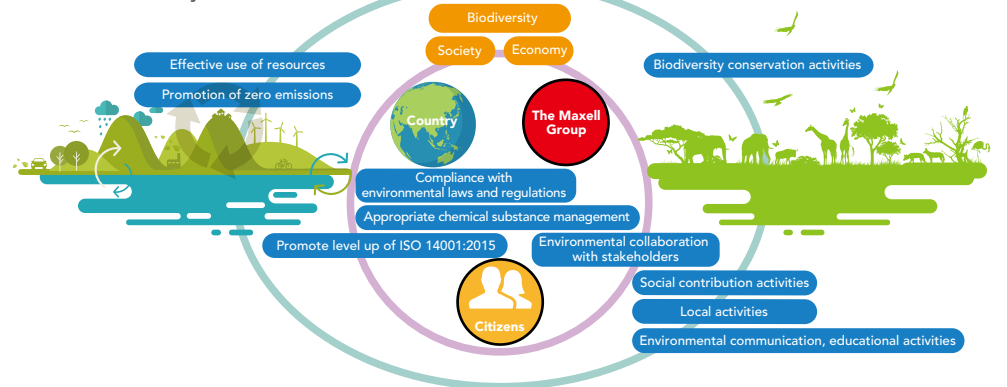 Biodiversity
Society
Economy
Effective use of resources
Promotion of zero emissions
Biodiversity conservation activities
Country
The Maxell
Group
Compliance with
environmental laws and regulations
Appropriate chemical substance management
Promote level up of ISO 14001:2015
Environmental collaboration
with stakeholders
Citizens
Social contribution activities
Local activities
Environmental communication, educational activities